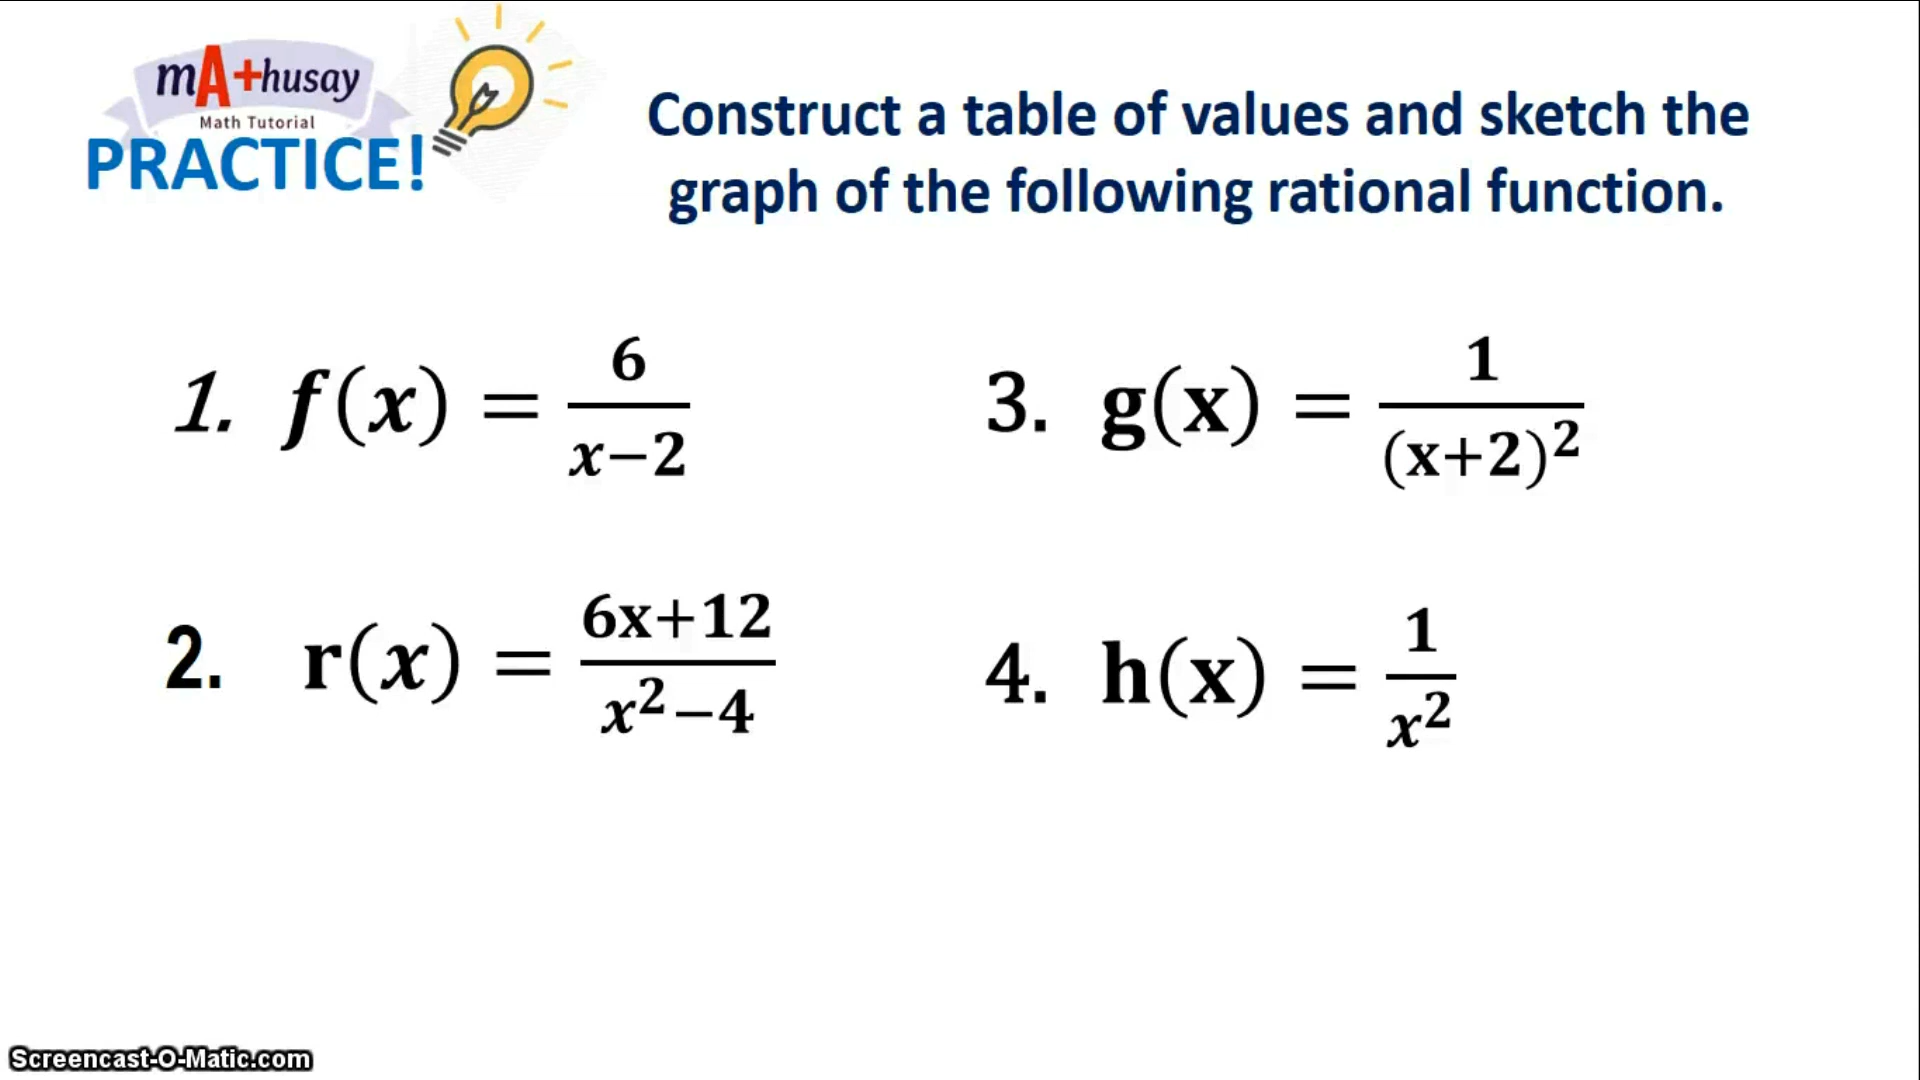 mA+husay
Math Tutorial
PRACTICE!
Construct a table of values and sketch the
graph of the following rational function.
1. f(x) = 6/(x−2)
2. r(x) = (6x+12)/(x²−4)
3. g(x) = 1/(x+2)²
4. h(x) = 1/x²
Screencast-O-Matic.com